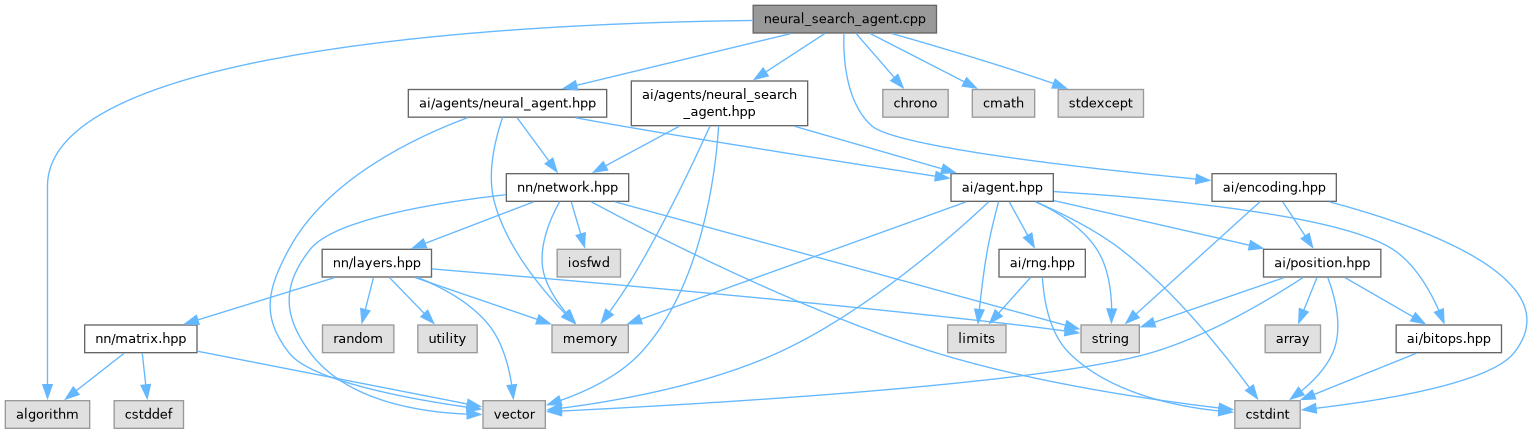 neural_search_agent.cpp
ai/agents/neural_agent.hpp
ai/agents/neural_search
_agent.hpp
chrono
cmath
stdexcept
nn/network.hpp
ai/agent.hpp
ai/encoding.hpp
nn/layers.hpp
iosfwd
ai/rng.hpp
ai/position.hpp
nn/matrix.hpp
random
utility
memory
limits
string
array
ai/bitops.hpp
algorithm
cstddef
vector
cstdint